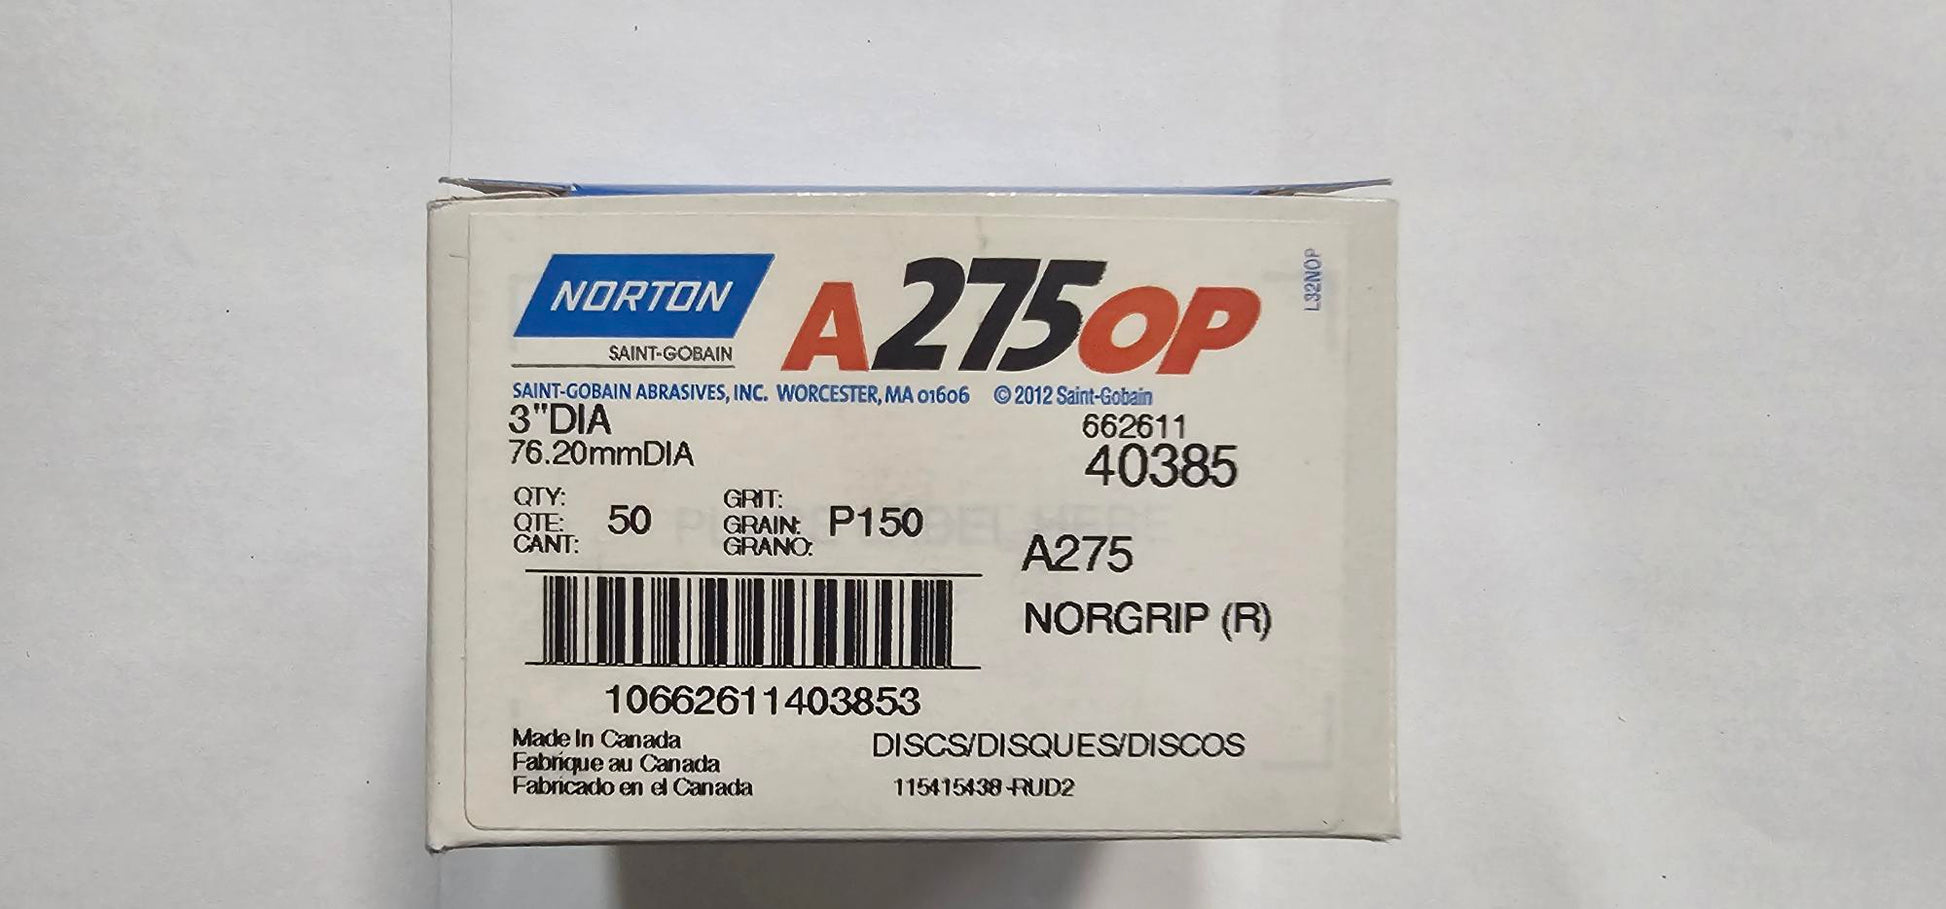 NORTON
SAINT-GOBAIN
A275OP
L32NOP
SAINT-GOBAIN ABRASIVES, INC. WORCESTER, MA 01606 © 2012 Saint-Gobain
3"DIA
76.20mmDIA
662611
40385
QTY:
QTE:
CANT:
50
GRIT:
GRAIN:
GRANO:
P150
A275
NORGRIP (R)
10662611403853
Made In Canada
Fabrique au Canada
Fabricado en el Canada
DISCS/DISQUES/DISCOS
115415438-RUD2